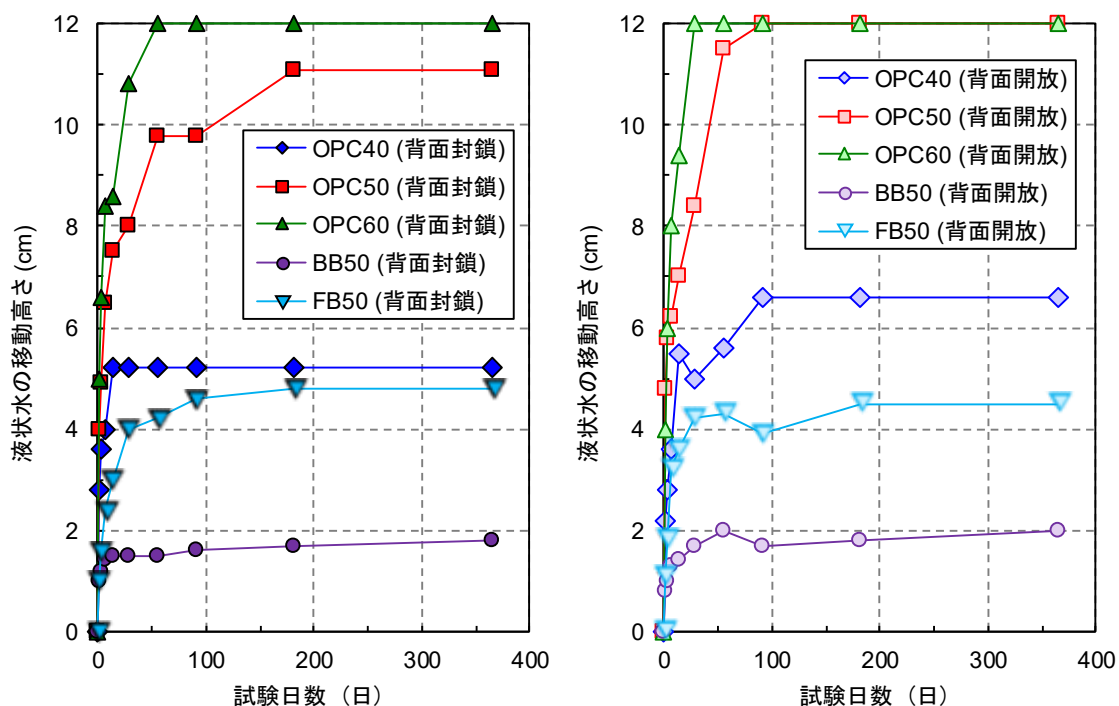 12
10
8
6
4
2
0
液状水の移動高さ (cm)
OPC40 (背面封鎖)
OPC50 (背面封鎖)
OPC60 (背面封鎖)
BB50 (背面封鎖)
FB50 (背面封鎖)
0 100 200 300 400
試験日数（日）
12
10
8
6
4
2
0
液状水の移動高さ (cm)
OPC40 (背面開放)
OPC50 (背面開放)
OPC60 (背面開放)
BB50 (背面開放)
FB50 (背面開放)
0 100 200 300 400
試験日数（日）